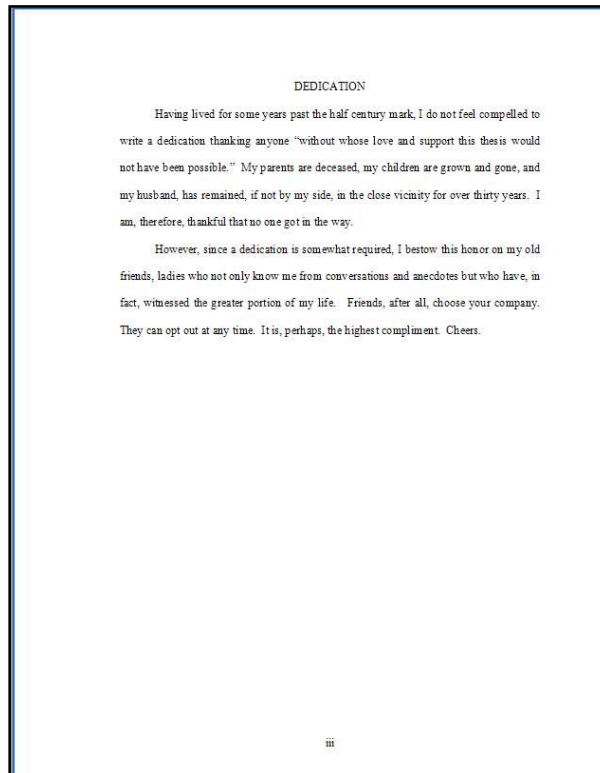 DEDICATION
Having lived for some years past the half century mark, I do not feel compelled to
write a dedication thanking anyone “without whose love and support this thesis would
not have been possible.”  My parents are deceased, my children are grown and gone, and
my husband, has remained, if not by my side, in the close vicinity for over thirty years.  I
am, therefore, thankful that no one got in the way.
However, since a dedication is somewhat required, I bestow this honor on my old
friends, ladies who not only know me from conversations and anecdotes but who have, in
fact, witnessed the greater portion of my life.   Friends, after all, choose your company.
They can opt out at any time.  It is, perhaps, the highest compliment.  Cheers.
iii